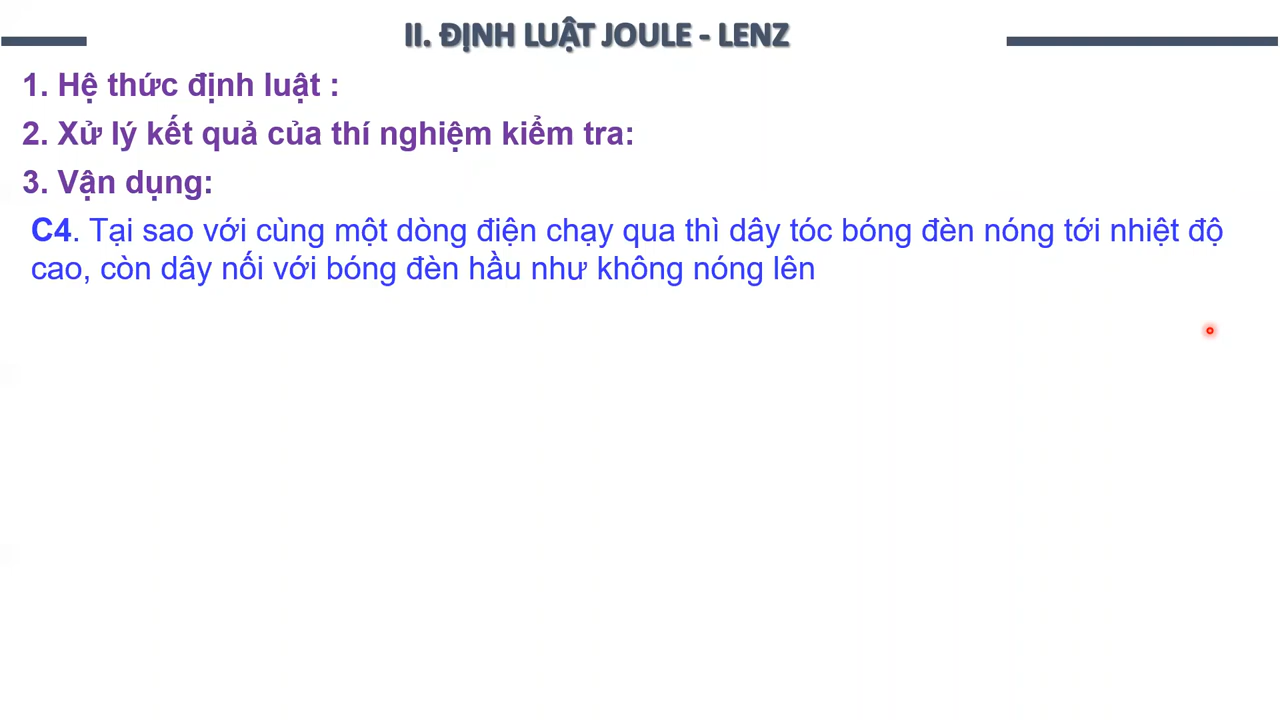 II. ĐỊNH LUẬT JOULE - LENZ
1. Hệ thức định luật :
2. Xử lý kết quả của thí nghiệm kiểm tra:
3. Vận dụng:
C4. Tại sao với cùng một dòng điện chạy qua thì dây tóc bóng đèn nóng tới nhiệt độ
cao, còn dây nối với bóng đèn hầu như không nóng lên